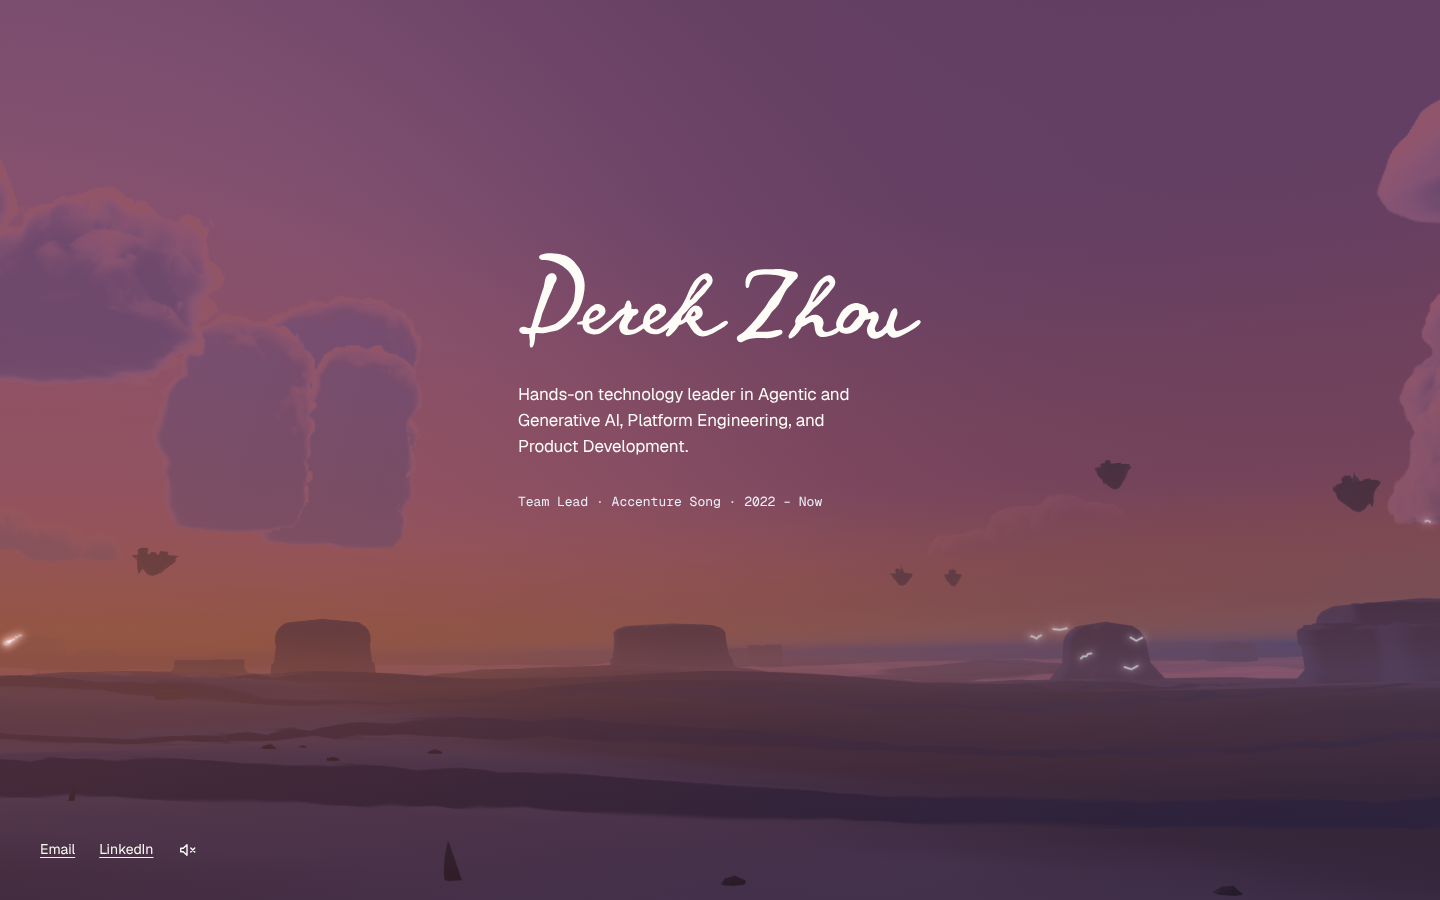 Derek Zhou
Hands-on technology leader in Agentic and
Generative AI, Platform Engineering, and
Product Development.
Team Lead · Accenture Song · 2022 – Now
Email LinkedIn